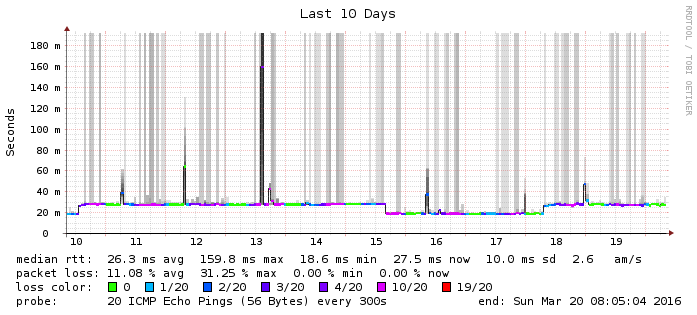 Last 10 Days
RRDTOOL / TOBI OETIKER
Seconds
180 m
160 m
140 m
120 m
100 m
80 m
60 m
40 m
20 m
0
10 11 12 13 14 15 16 17 18 19
median rtt: 26.3 ms avg 159.8 ms max 18.6 ms min 27.5 ms now 10.0 ms sd 2.6 am/s
packet loss: 11.08 % avg 31.25 % max 0.00 % min 0.00 % now
loss color: 0 1/20 2/20 3/20 4/20 10/20 19/20
probe: 20 ICMP Echo Pings (56 Bytes) every 300s end: Sun Mar 20 08:05:04 2016